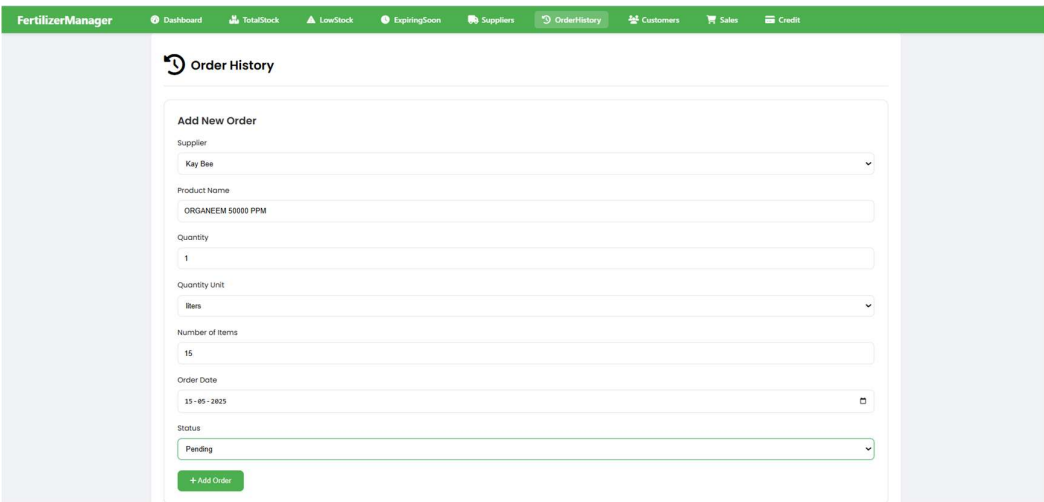 FertilizerManager Dashboard TotalStock LowStock ExpiringSoon Suppliers OrderHistory Customers Sales Credit
Order History
Add New Order
Supplier
Kay Bee
Product Name
ORGANEEM 50000 PPM
Quantity
1
Quantity Unit
liters
Number of Items
15
Order Date
15-05-2025
Status
Pending
+ Add Order